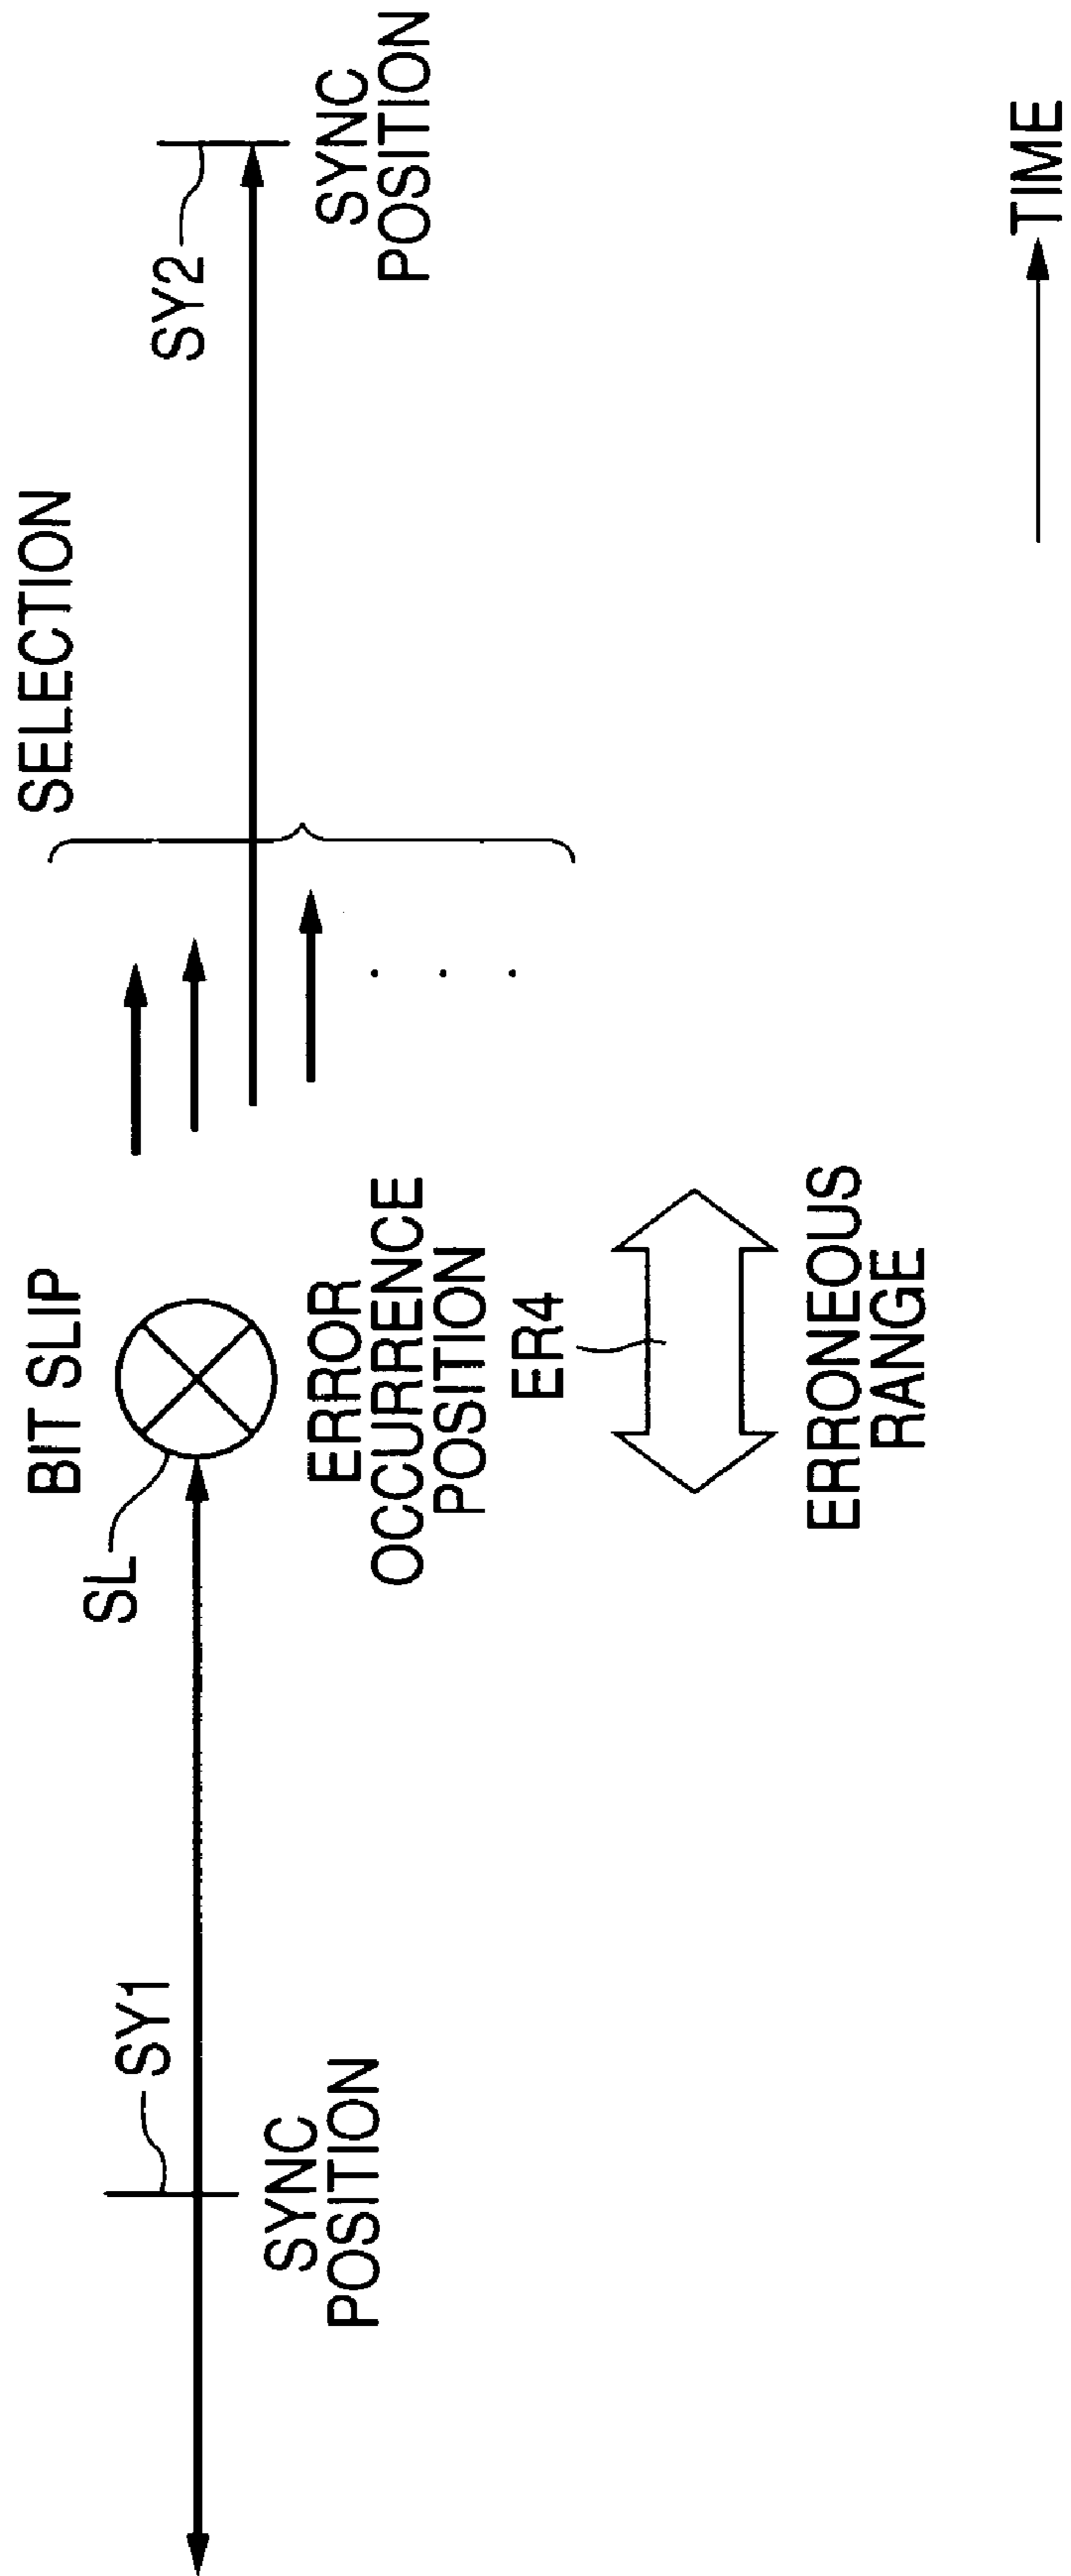 SELECTION
BIT SLIP
SL
SY1
SY2
SYNC
POSITION
ERROR
OCCURRENCE
POSITION
SYNC
POSITION
ER4
ERRONEOUS
RANGE
TIME